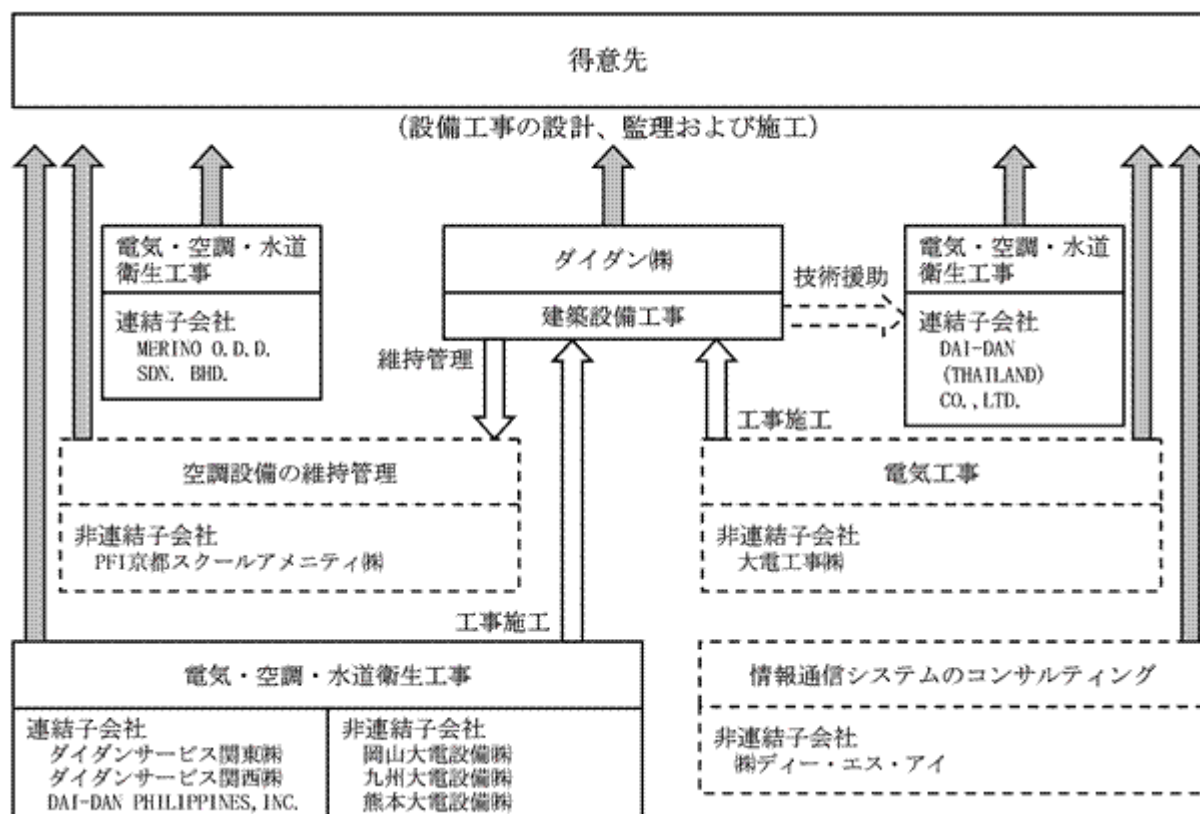 得意先
(設備工事の設計、監理および施工)
電気・空調・水道
衛生工事
連結子会社
MERINO O.D.D.
SDN. BHD.
ダイダン㈱
建築設備工事
技術援助
電気・空調・水道
衛生工事
連結子会社
DAI-DAN
(THAILAND)
CO.,LTD.
維持管理
工事施工
空調設備の維持管理
非連結子会社
PFI京都スクールアメニティ㈱
電気工事
非連結子会社
大電工事㈱
工事施工
電気・空調・水道衛生工事
連結子会社
ダイダンサービス関東㈱
ダイダンサービス関西㈱
DAI-DAN PHILIPPINES,INC.
非連結子会社
岡山大電設備㈱
九州大電設備㈱
熊本大電設備㈱
情報通信システムのコンサルティング
非連結子会社
㈱ディー・エス・アイ